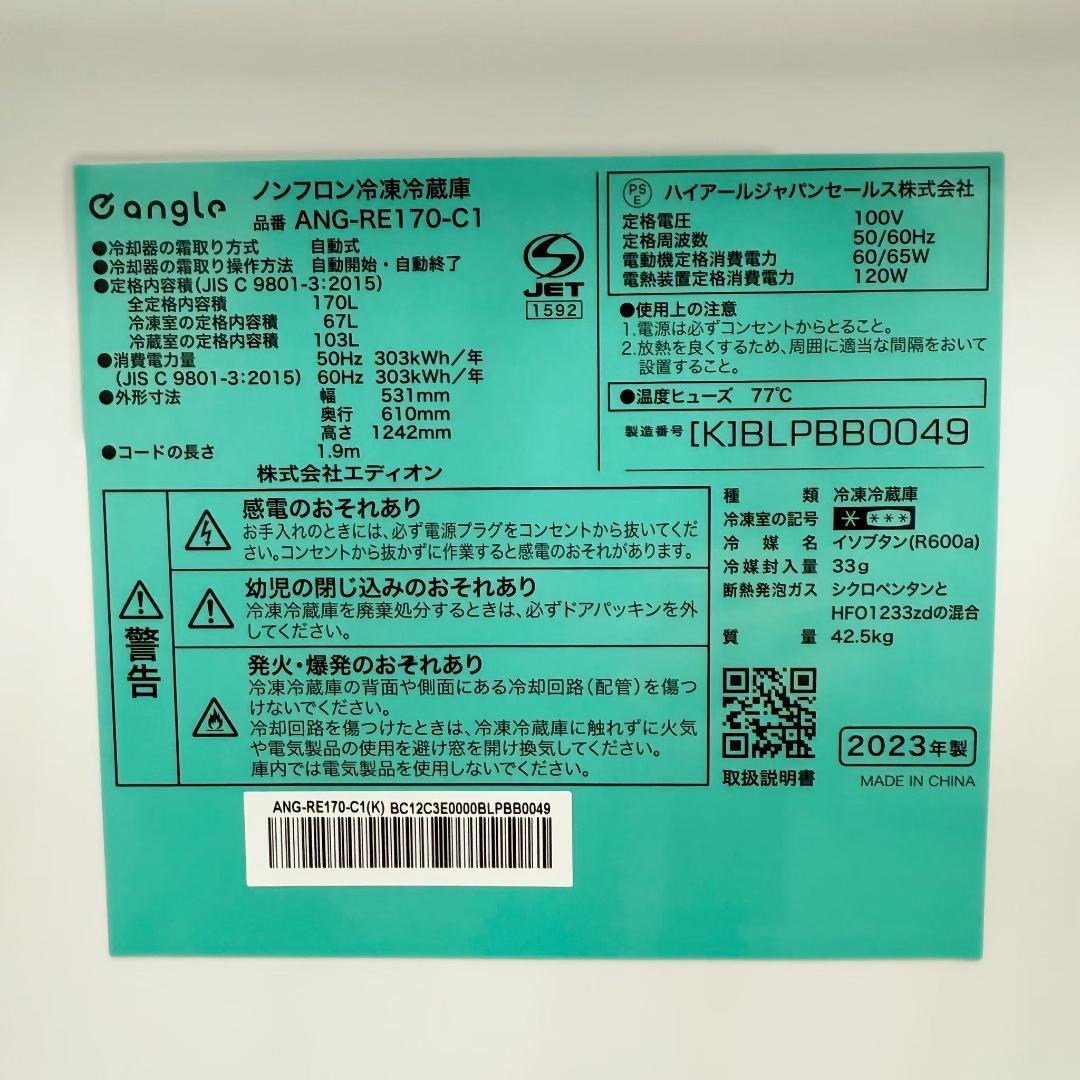 angle
ノンフロン冷凍冷蔵庫
品番 ANG-RE170-C1
●冷却器の霜取り方式 自動式
●冷却器の霜取り操作方法 自動開始・自動終了
●定格内容積(JIS C 9801-3:2015)
全定格内容積 170L
冷凍室の定格内容積 67L
冷蔵室の定格内容積 103L
●消費電力量 50Hz 303kWh/年
(JIS C 9801-3:2015) 60Hz 303kWh/年
●外形寸法 幅 531mm
奥行 610mm
高さ 1242mm
●コードの長さ 1.9m
株式会社エディオン
JET
1592
PSE ハイアールジャパンセールス株式会社
定格電圧 100V
定格周波数 50/60Hz
電動機定格消費電力 60/65W
電熱装置定格消費電力 120W
●使用上の注意
1.電源は必ずコンセントからとること。
2.放熱を良くするため、周囲に適当な間隔をおいて
設置すること。
●温度ヒューズ 77℃
製造番号 [K]BLPBB0049
警告
感電のおそれあり
お手入れのときには、必ず電源プラグをコンセントから抜いてくだ
さい。コンセントから抜かずに作業すると感電のおそれがあります。
幼児の閉じ込みのおそれあり
冷凍冷蔵庫を廃棄処分するときは、必ずドアパッキンを外
してください。
発火・爆発のおそれあり
冷凍冷蔵庫の背面や側面にある冷却回路(配管)を傷つ
けないでください。
冷却回路を傷つけたときは、冷凍冷蔵庫に触れずに火気
や電気製品の使用を避け窓を開け換気してください。
庫内では電気製品を使用しないでください。
種類 冷凍冷蔵庫
冷凍室の記号 * ***
冷媒名 イソブタン(R600a)
冷媒封入量 33g
断熱発泡ガス シクロペンタンと
HFO1233zdの混合
質量 42.5kg
取扱説明書
2023年製
MADE IN CHINA
ANG-RE170-C1(K) BC12C3E0000BLPBB0049